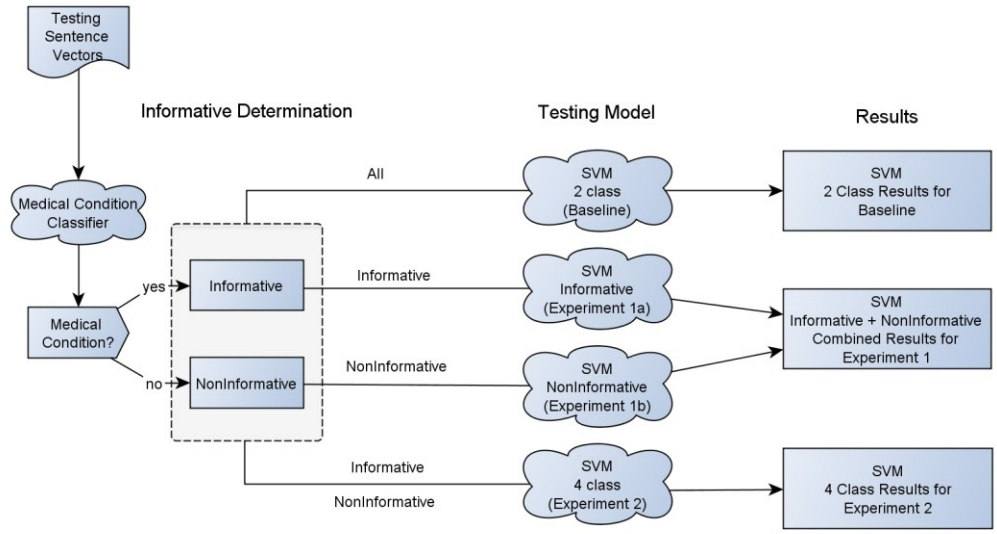 Testing
Sentence
Vectors
Informative Determination
Testing Model
Results
All
SVM
2 class
(Baseline)
SVM
2 Class Results for
Baseline
Medical Condition
Classifier
yes
Informative
Informative
SVM
Informative
(Experiment 1a)
SVM
Informative + NonInformative
Combined Results for
Experiment 1
Medical
Condition?
no
NonInformative
NonInformative
SVM
NonInformative
(Experiment 1b)
Informative
NonInformative
SVM
4 class
(Experiment 2)
SVM
4 Class Results for
Experiment 2